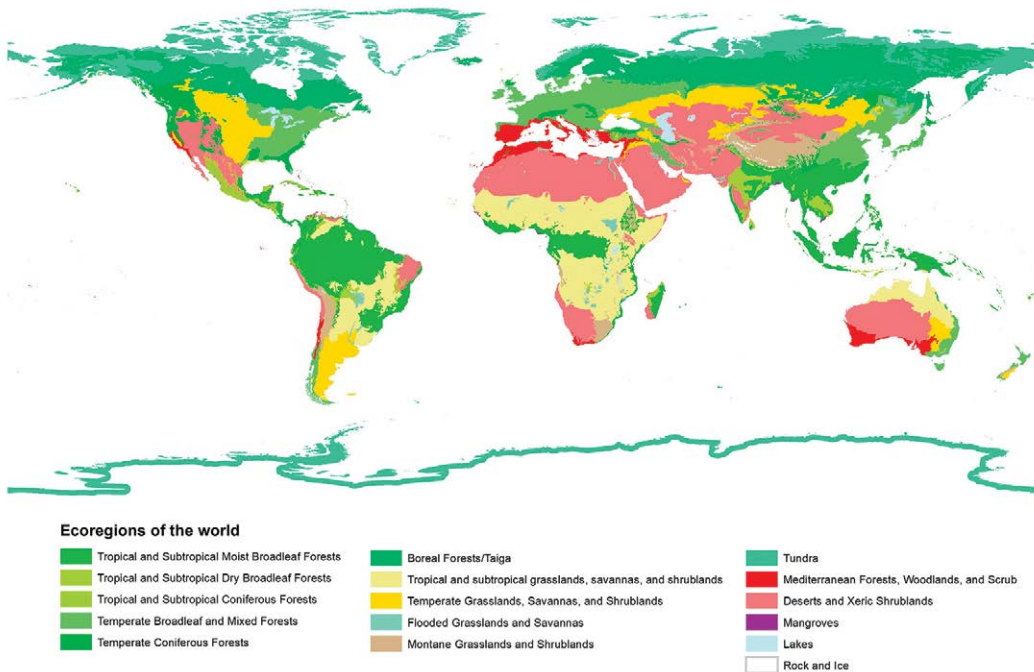 Ecoregions of the world
Tropical and Subtropical Moist Broadleaf Forests
Tropical and Subtropical Dry Broadleaf Forests
Tropical and Subtropical Coniferous Forests
Temperate Broadleaf and Mixed Forests
Temperate Coniferous Forests
Boreal Forests/Taiga
Tropical and subtropical grasslands, savannas, and shrublands
Temperate Grasslands, Savannas, and Shrublands
Flooded Grasslands and Savannas
Montane Grasslands and Shrublands
Tundra
Mediterranean Forests, Woodlands, and Scrub
Deserts and Xeric Shrublands
Mangroves
Lakes
Rock and Ice